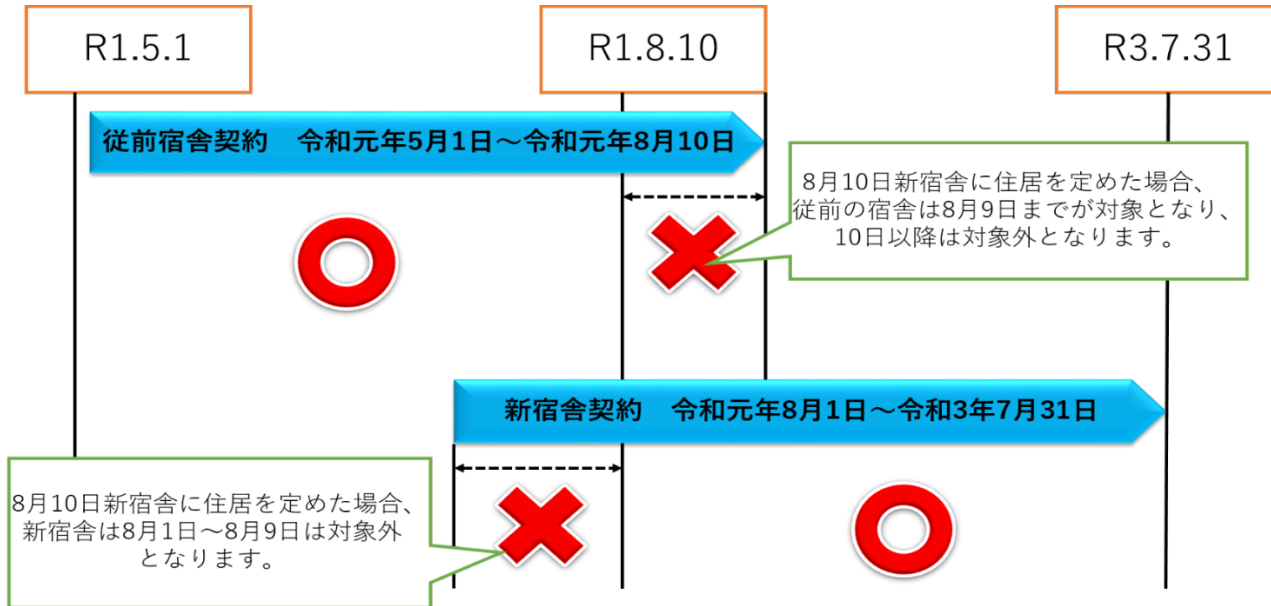 R1.5.1
R1.8.10
R3.7.31
従前宿舎契約　令和元年5月1日～令和元年8月10日
8月10日新宿舎に住居を定めた場合、
従前の宿舎は8月9日までが対象となり、
10日以降は対象外となります。
新宿舎契約　令和元年8月1日～令和3年7月31日
8月10日新宿舎に住居を定めた場合、
新宿舎は8月1日～8月9日は対象外
となります。